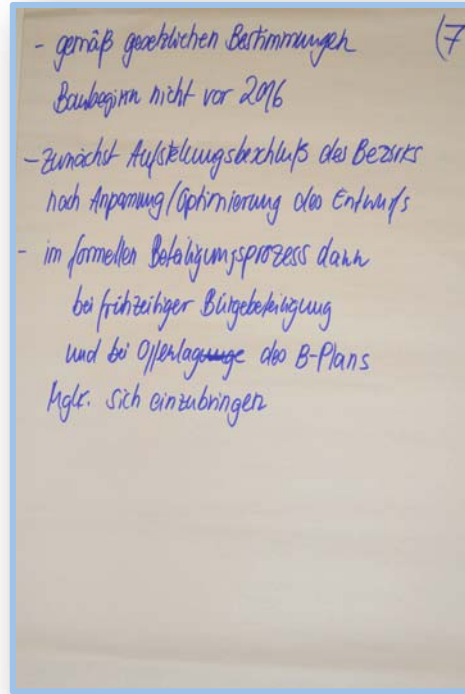 (7
- gemäß gesetzlichen Bestimmungen
Baubeginn nicht vor 2016
- Zunächst Aufstellungsbeschluß des Bezirks
nach Anpassung/Optimierung des Entwurfs
- im formellen Beteiligungsprozess dann
bei frühzeitiger Bürgebeteiligung
und bei Offenlage des B-Plans
Mglk. sich einzubringen